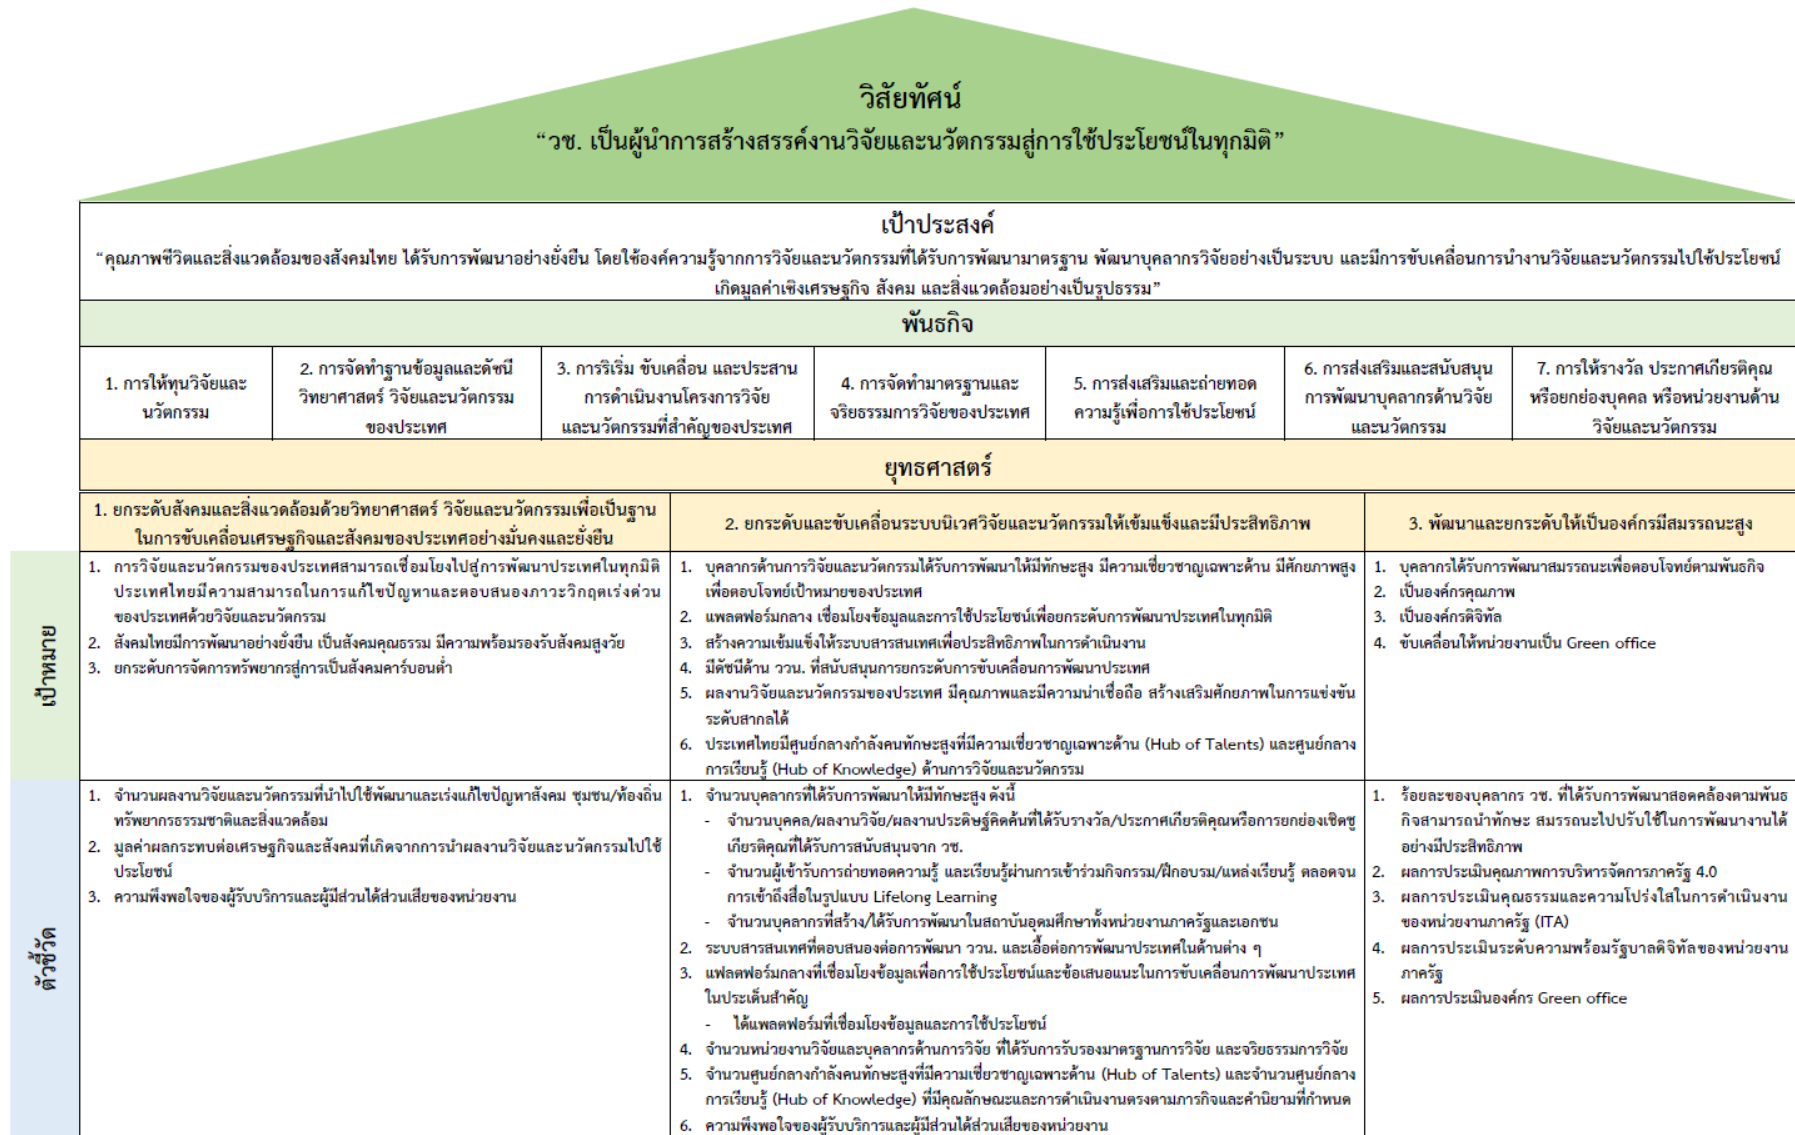 วิสัยทัศน์
“วช. เป็นผู้นำการสร้างสรรค์งานวิจัยและนวัตกรรมสู่การใช้ประโยชน์ในทุกมิติ”
เป้าประสงค์
“คุณภาพชีวิตและสิ่งแวดล้อมของสังคมไทย ได้รับการพัฒนาอย่างยั่งยืน โดยใช้องค์ความรู้จากการวิจัยและนวัตกรรมที่ได้รับการพัฒนามาตรฐาน พัฒนาบุคลากรวิจัยอย่างเป็นระบบ และมีการขับเคลื่อนการนำงานวิจัยและนวัตกรรมไปใช้ประโยชน์
เกิดมูลค่าเชิงเศรษฐกิจ สังคม และสิ่งแวดล้อมอย่างเป็นรูปธรรม”
พันธกิจ
1. การให้ทุนวิจัยและ
นวัตกรรม
2. การจัดทำฐานข้อมูลและดัชนี
วิทยาศาสตร์ วิจัยและนวัตกรรม
ของประเทศ
3. การริเริ่ม ขับเคลื่อน และประสาน
การดำเนินงานโครงการวิจัย
และนวัตกรรมที่สำคัญของประเทศ
4. การจัดทำมาตรฐานและ
จริยธรรมการวิจัยของประเทศ
5. การส่งเสริมและถ่ายทอด
ความรู้เพื่อการใช้ประโยชน์
6. การส่งเสริมและสนับสนุน
การพัฒนาบุคลากรด้านวิจัย
และนวัตกรรม
7. การให้รางวัล ประกาศเกียรติคุณ
หรือยกย่องบุคคล หรือหน่วยงานด้าน
วิจัยและนวัตกรรม
ยุทธศาสตร์
1. ยกระดับสังคมและสิ่งแวดล้อมด้วยวิทยาศาสตร์ วิจัยและนวัตกรรมเพื่อเป็นฐาน
ในการขับเคลื่อนเศรษฐกิจและสังคมของประเทศอย่างมั่นคงและยั่งยืน
2. ยกระดับและขับเคลื่อนระบบนิเวศวิจัยและนวัตกรรมให้เข้มแข็งและมีประสิทธิภาพ
3. พัฒนาและยกระดับให้เป็นองค์กรมีสมรรถนะสูง
เป้าหมาย
1. การวิจัยและนวัตกรรมของประเทศสามารถเชื่อมโยงไปสู่การพัฒนาประเทศในทุกมิติ
ประเทศไทยมีความสามารถในการแก้ไขปัญหาและตอบสนองภาวะวิกฤตเร่งด่วน
ของประเทศด้วยวิจัยและนวัตกรรม
2. สังคมไทยมีการพัฒนาอย่างยั่งยืน เป็นสังคมคุณธรรม มีความพร้อมรองรับสังคมสูงวัย
3. ยกระดับการจัดการทรัพยากรสู่การเป็นสังคมคาร์บอนต่ำ
1. บุคลากรด้านการวิจัยและนวัตกรรมได้รับการพัฒนาให้มีทักษะสูง มีความเชี่ยวชาญเฉพาะด้าน มีศักยภาพสูง
เพื่อตอบโจทย์เป้าหมายของประเทศ
2. แพลตฟอร์มกลาง เชื่อมโยงข้อมูลและการใช้ประโยชน์เพื่อยกระดับการพัฒนาประเทศในทุกมิติ
3. สร้างความเข้มแข็งให้ระบบสารสนเทศเพื่อประสิทธิภาพในการดำเนินงาน
4. มีดัชนีด้าน ววน. ที่สนับสนุนการยกระดับการขับเคลื่อนการพัฒนาประเทศ
5. ผลงานวิจัยและนวัตกรรมของประเทศ มีคุณภาพและมีความน่าเชื่อถือ สร้างเสริมศักยภาพในการแข่งขัน
ระดับสากลได้
6. ประเทศไทยมีศูนย์กลางกำลังคนทักษะสูงที่มีความเชี่ยวชาญเฉพาะด้าน (Hub of Talents) และศูนย์กลาง
การเรียนรู้ (Hub of Knowledge) ด้านการวิจัยและนวัตกรรม
1. บุคลากรได้รับการพัฒนาสมรรถนะเพื่อตอบโจทย์ตามพันธกิจ
2. เป็นองค์กรคุณภาพ
3. เป็นองค์กรดิจิทัล
4. ขับเคลื่อนให้หน่วยงานเป็น Green office
ตัวชี้วัด
1. จำนวนผลงานวิจัยและนวัตกรรมที่นำไปใช้พัฒนาและเร่งแก้ไขปัญหาสังคม ชุมชน/ท้องถิ่น
ทรัพยากรธรรมชาติและสิ่งแวดล้อม
2. มูลค่าผลกระทบต่อเศรษฐกิจและสังคมที่เกิดจากการนำผลงานวิจัยและนวัตกรรมไปใช้
ประโยชน์
3. ความพึงพอใจของผู้รับบริการและผู้มีส่วนได้ส่วนเสียของหน่วยงาน
1. จำนวนบุคลากรที่ได้รับการพัฒนาให้มีทักษะสูง ดังนี้
- จำนวนบุคคล/ผลงานวิจัย/ผลงานประดิษฐ์คิดค้นที่ได้รับรางวัล/ประกาศเกียรติคุณหรือการยกย่องเชิดชู
เกียรติคุณที่ได้รับการสนับสนุนจาก วช.
- จำนวนผู้เข้ารับการถ่ายทอดความรู้ และเรียนรู้ผ่านการเข้าร่วมกิจกรรม/ฝึกอบรม/แหล่งเรียนรู้ ตลอดจน
การเข้าถึงสื่อในรูปแบบ Lifelong Learning
- จำนวนบุคลากรที่สร้าง/ได้รับการพัฒนาในสถาบันอุดมศึกษาทั้งหน่วยงานภาครัฐและเอกชน
2. ระบบสารสนเทศที่ตอบสนองต่อการพัฒนา ววน. และเอื้อต่อการพัฒนาประเทศในด้านต่าง ๆ
3. แฟลตฟอร์มกลางที่เชื่อมโยงข้อมูลเพื่อการใช้ประโยชน์และข้อเสนอแนะในการขับเคลื่อนการพัฒนาประเทศ
ในประเด็นสำคัญ
- ได้แพลตฟอร์มที่เชื่อมโยงข้อมูลและการใช้ประโยชน์
4. จำนวนหน่วยงานวิจัยและบุคลากรด้านการวิจัย ที่ได้รับการรับรองมาตรฐานการวิจัย และจริยธรรมการวิจัย
5. จำนวนศูนย์กลางกำลังคนทักษะสูงที่มีความเชี่ยวชาญเฉพาะด้าน (Hub of Talents) และจำนวนศูนย์กลาง
การเรียนรู้ (Hub of Knowledge) ที่มีคุณลักษณะและการดำเนินงานตรงตามภารกิจและคำนิยามที่กำหนด
6. ความพึงพอใจของผู้รับบริการและผู้มีส่วนได้ส่วนเสียของหน่วยงาน
1. ร้อยละของบุคลากร วช. ที่ได้รับการพัฒนาสอดคล้องตามพันธ
กิจสามารถนำทักษะ สมรรถนะไปปรับใช้ในการพัฒนางานได้
อย่างมีประสิทธิภาพ
2. ผลการประเมินคุณภาพการบริหารจัดการภาครัฐ 4.0
3. ผลการประเมินคุณธรรมและความโปร่งใสในการดำเนินงาน
ของหน่วยงานภาครัฐ (ITA)
4. ผลการประเมินระดับความพร้อมรัฐบาลดิจิทัลของหน่วยงาน
ภาครัฐ
5. ผลการประเมินองค์กร Green office